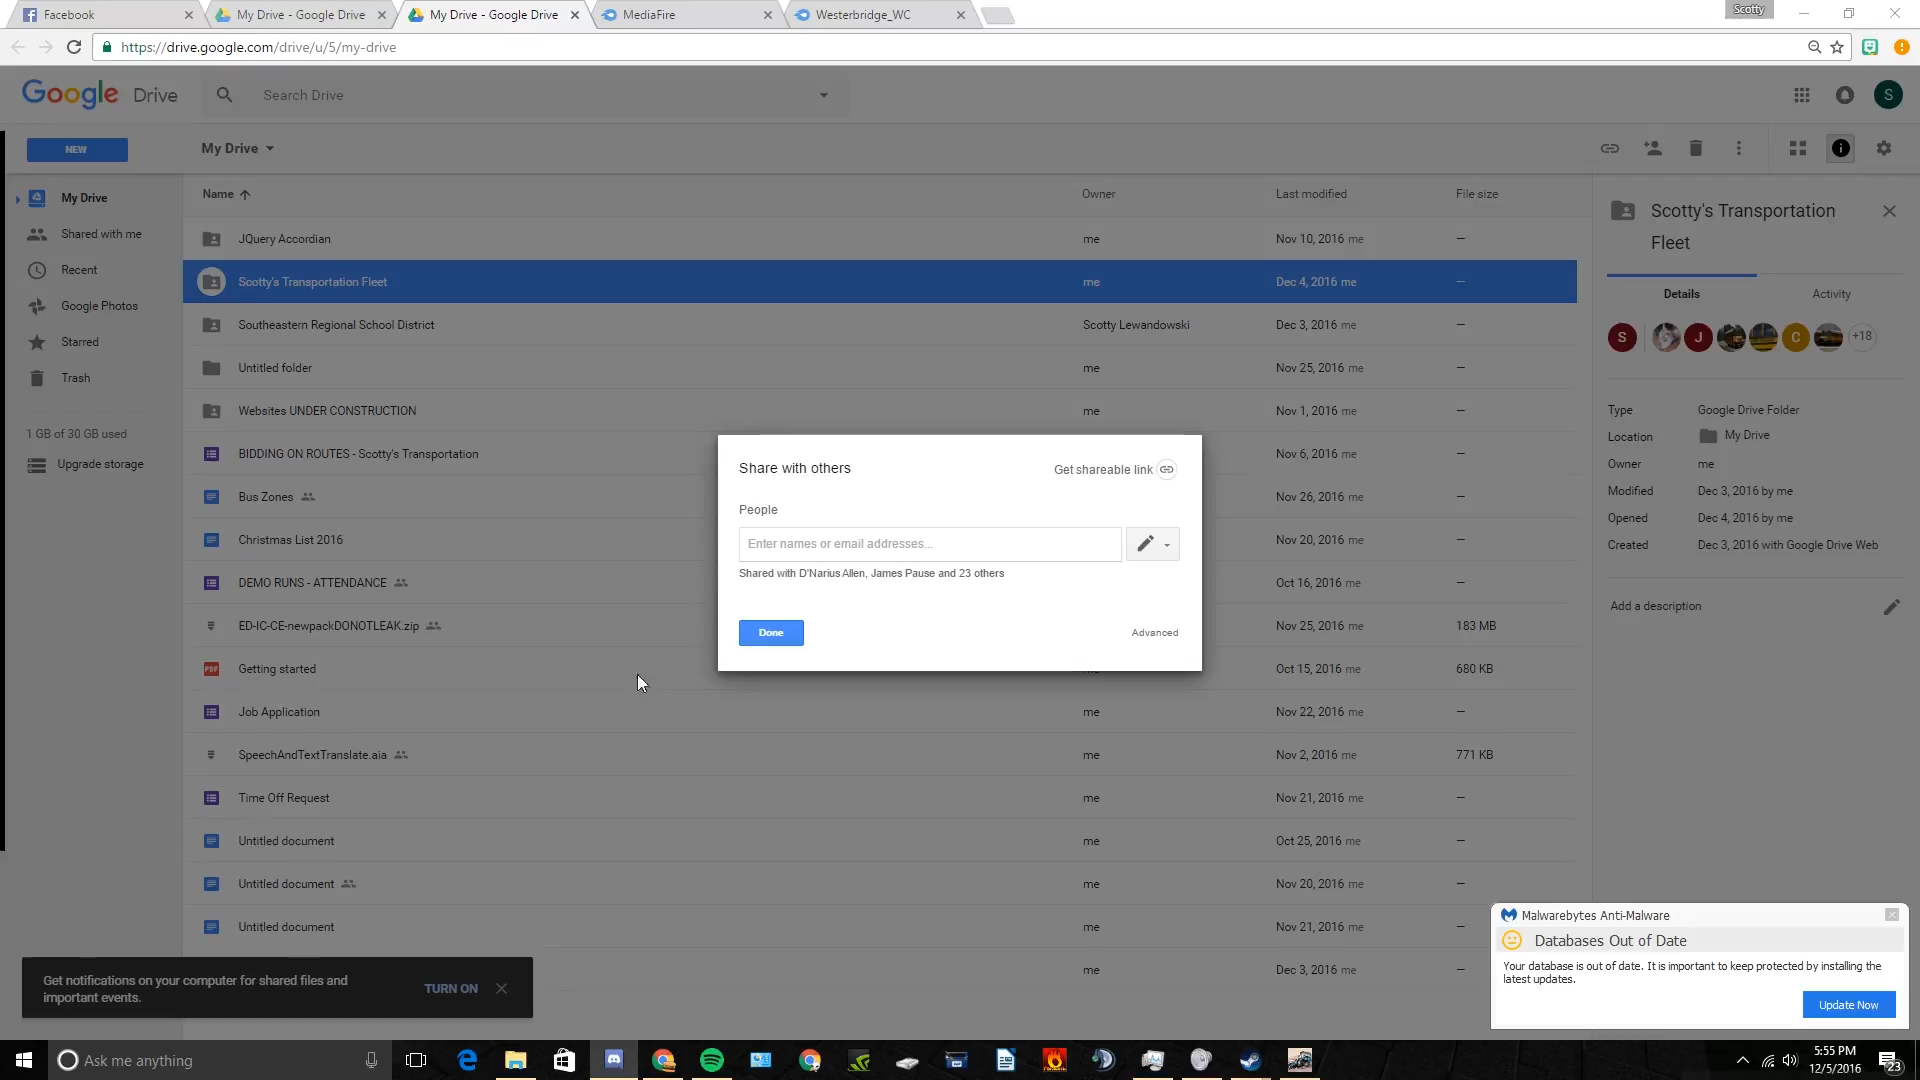 Facebook
My Drive - Google Drive
My Drive - Google Drive
MediaFire
Westerbridge_WC
Scotty
https://drive.google.com/drive/u/5/my-drive
Google Drive
Search Drive
S
NEW
My Drive
My Drive
Shared with me
Recent
Google Photos
Starred
Trash
1 GB of 30 GB used
Upgrade storage
Name Owner Last modified File size
JQuery Accordian me Nov 10, 2016 me —
Scotty's Transportation Fleet me Dec 4, 2016 me —
Southeastern Regional School District Scotty Lewandowski Dec 3, 2016 me —
Untitled folder me Nov 25, 2016 me —
Websites UNDER CONSTRUCTION me Nov 1, 2016 me —
BIDDING ON ROUTES - Scotty's Transportation Nov 6, 2016 me —
Bus Zones Nov 26, 2016 me —
Christmas List 2016 Nov 20, 2016 me —
DEMO RUNS - ATTENDANCE Oct 16, 2016 me —
ED-IC-CE-newpackDONOTLEAK.zip Nov 25, 2016 me 183 MB
PDF Getting started Oct 15, 2016 me 680 KB
Job Application me Nov 22, 2016 me —
SpeechAndTextTranslate.aia me Nov 2, 2016 me 771 KB
Time Off Request me Nov 21, 2016 me —
Untitled document me Oct 25, 2016 me —
Untitled document me Nov 20, 2016 me —
Untitled document me Nov 21, 2016 me —
me Dec 3, 2016 me —
Share with others
Get shareable link
People
Enter names or email addresses...
Shared with D'Narius Allen, James Pause and 23 others
Done
Advanced
Scotty's Transportation
Fleet
Details Activity
S J C +18
Type Google Drive Folder
Location My Drive
Owner me
Modified Dec 3, 2016 by me
Opened Dec 4, 2016 by me
Created Dec 3, 2016 with Google Drive Web
Add a description
Get notifications on your computer for shared files and
important events.
TURN ON
Malwarebytes Anti-Malware
Databases Out of Date
Your database is out of date. It is important to keep protected by installing the
latest updates.
Update Now
Ask me anything
5:55 PM
12/5/2016
23